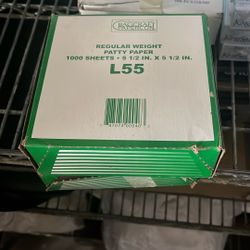 REGULAR WEIGHT
PATTY PAPER
1000 SHEETS • 5 1/2 IN. X 5 1/2 IN.
L55